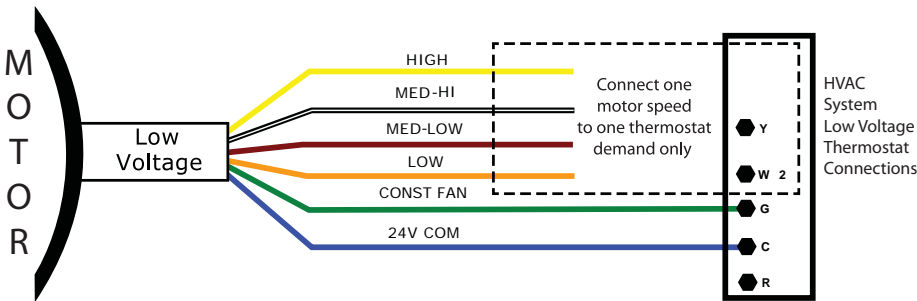 MOTOR
Low
Voltage
HIGH
MED-HI
MED-LOW
LOW
CONST FAN
24V COM
Connect one
motor speed
to one thermostat
demand only
Y
W 2
G
C
R
HVAC
System
Low Voltage
Thermostat
Connections